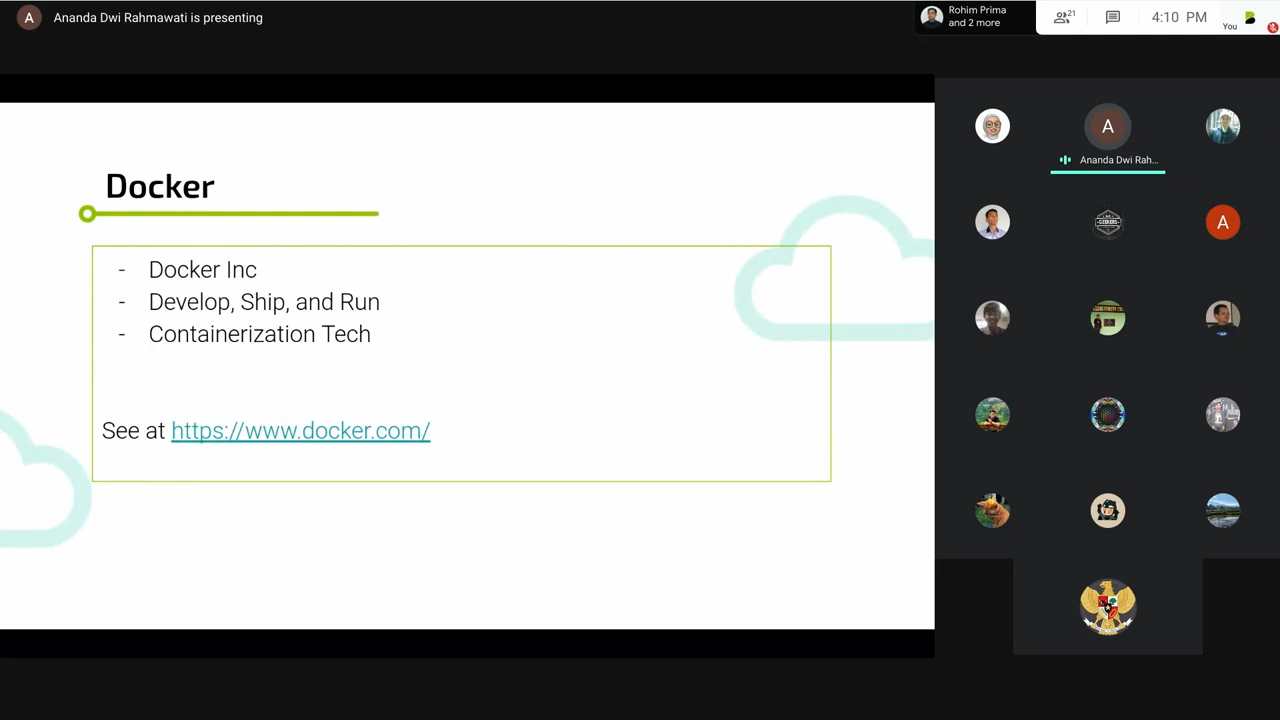 A
Ananda Dwi Rahmawati is presenting
Rohim Prima
and 2 more
21
4:10 PM
You
A
Ananda Dwi Rah...
A
Docker
- Docker Inc
- Develop, Ship, and Run
- Containerization Tech
See at https://www.docker.com/